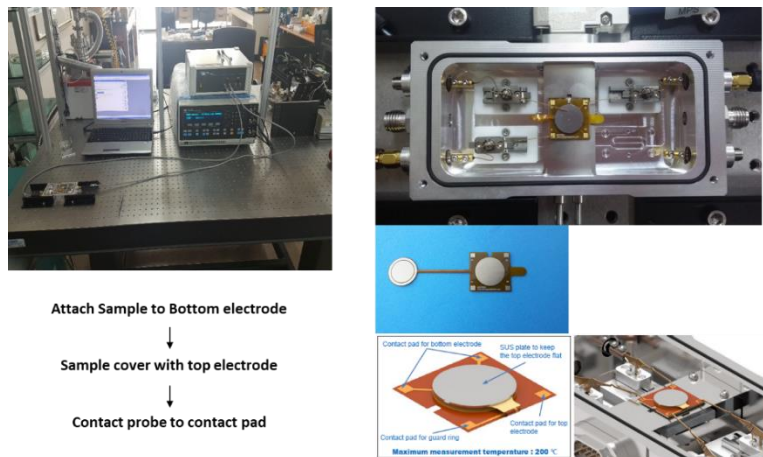 Attach Sample to Bottom electrode
Sample cover with top electrode
Contact probe to contact pad
Contact pad for bottom electrode
SUS plate to keep
the top electrode flat
Contact pad for top
electrode
Contact pad for guard ring
Maximum measurement temperature : 200 ℃